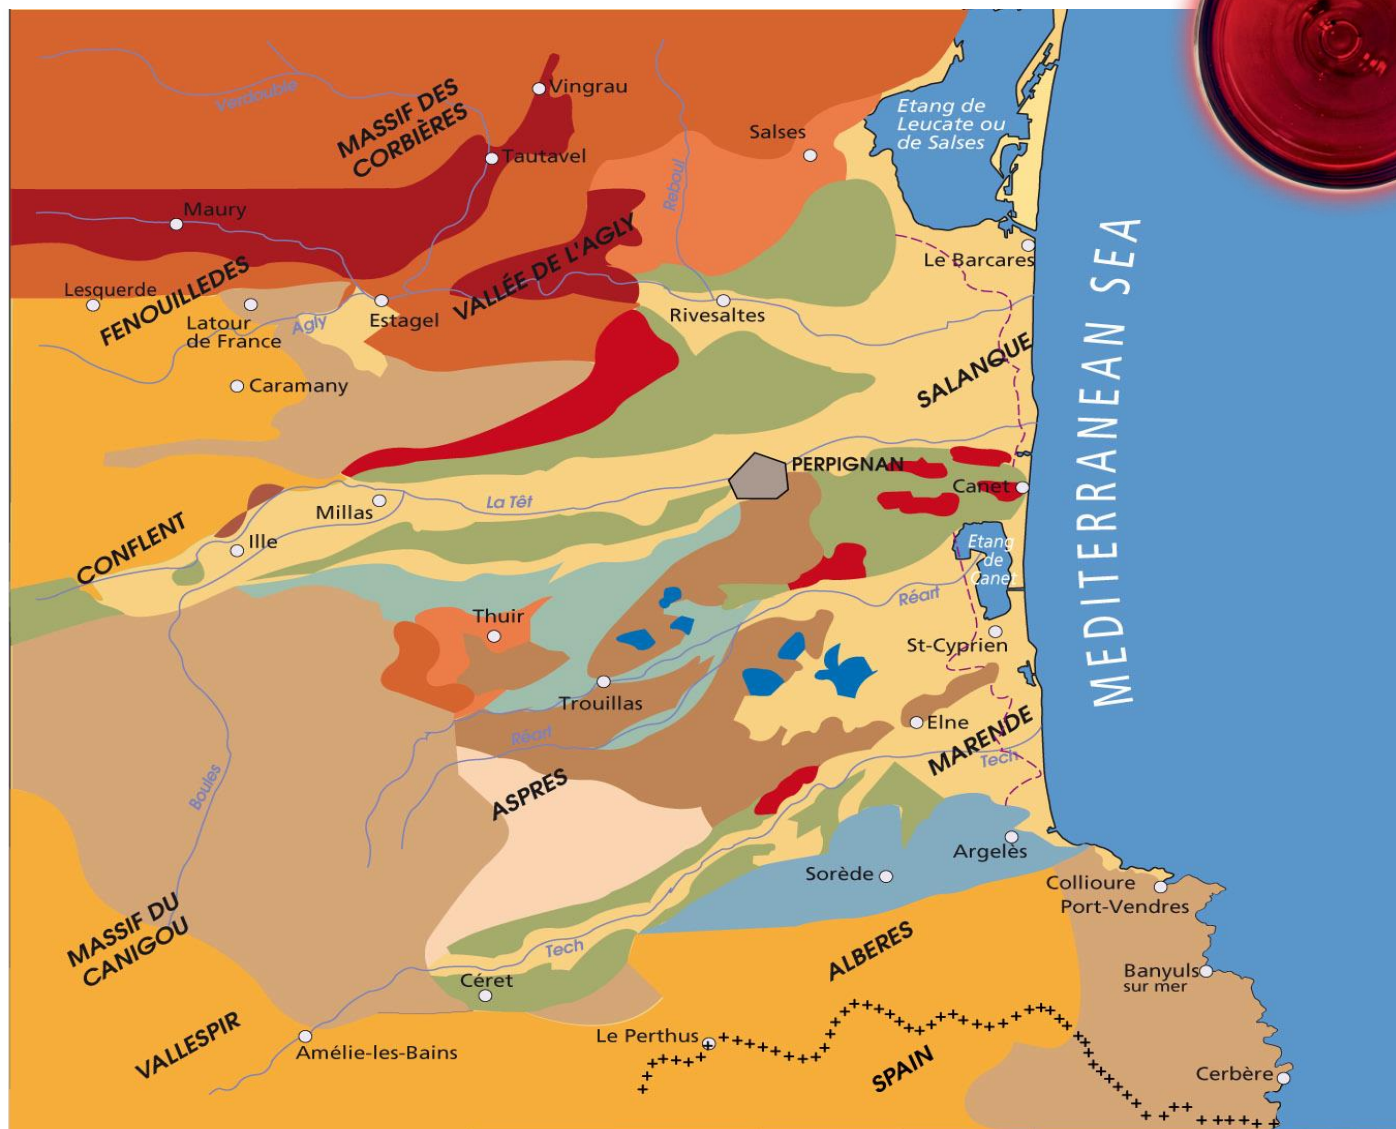 Verdouble
Vingrau
MASSIF DES
CORBIÈRES
Etang de
Leucate ou
de Salses
Salses
Tautavel
Reboul
Maury
VALLÉE DE L'AGLY
MEDITERRANEAN SEA
Le Barcares
Lesquerde
FENOUILLEDES
Latour
de France
Agly
Estagel
Rivesaltes
SALANQUE
Caramany
PERPIGNAN
Canet
La Têt
Millas
CONFLENT
Ille
Etang
de
Canet
Réart
Thuir
St-Cyprien
Trouillas
Elne
Réart
MARENDE
Tech
Boules
ASPRES
Argelès
Sorède
Collioure
Port-Vendres
MASSIF DU
CANIGOU
Tech
ALBERES
Céret
Banyuls
sur mer
VALLESPIR
Amélie-les-Bains
Le Perthus
SPAIN
Cerbère